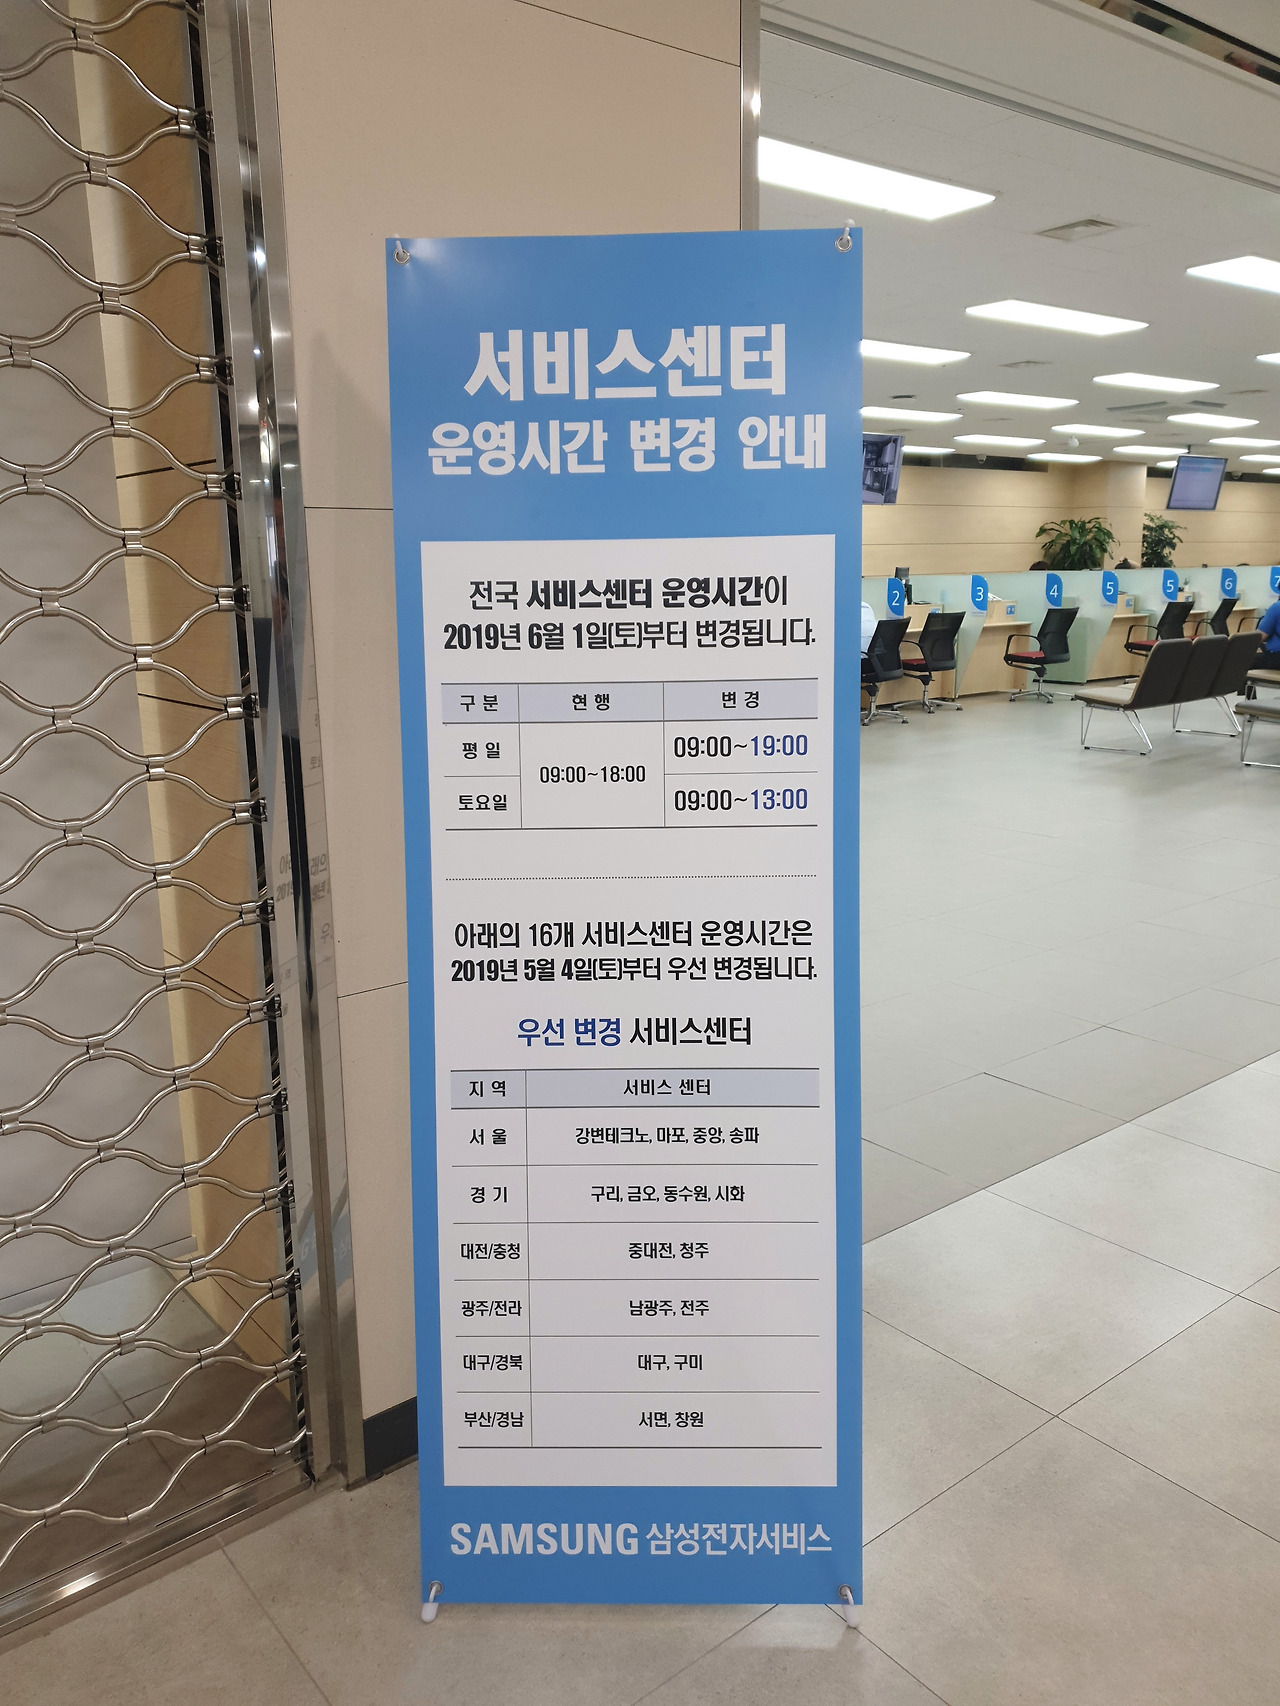 서비스센터
운영시간 변경 안내
전국 서비스센터 운영시간이
2019년 6월 1일(토)부터 변경됩니다.
구 분 현 행 변 경
평 일 09:00~18:00 09:00~19:00
토요일 09:00~13:00
아래의 16개 서비스센터 운영시간은
2019년 5월 4일(토)부터 우선 변경됩니다.
우선 변경 서비스센터
지 역 서비스 센터
서 울 강변테크노, 마포, 중앙, 송파
경 기 구리, 금오, 동수원, 시화
대전/충청 중대전, 청주
광주/전라 남광주, 전주
대구/경북 대구, 구미
부산/경남 서면, 창원
SAMSUNG 삼성전자서비스
2
3
4
5
5
6
7